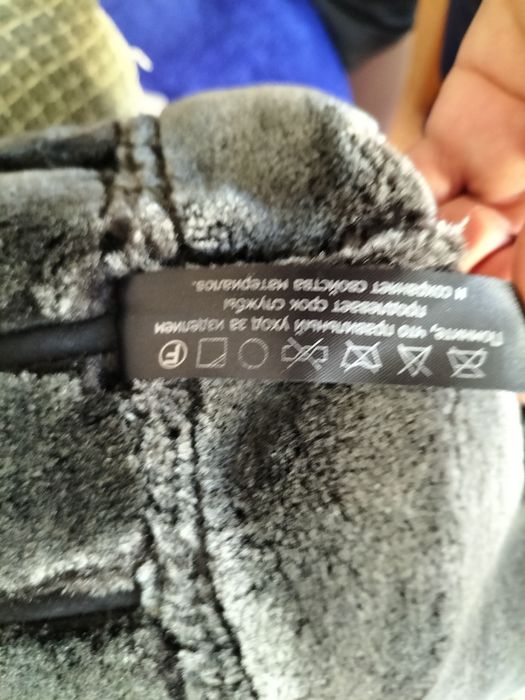 F
Помните, что правильный уход за изделием
продлевает срок службы
и сохраняет свойства материалов.